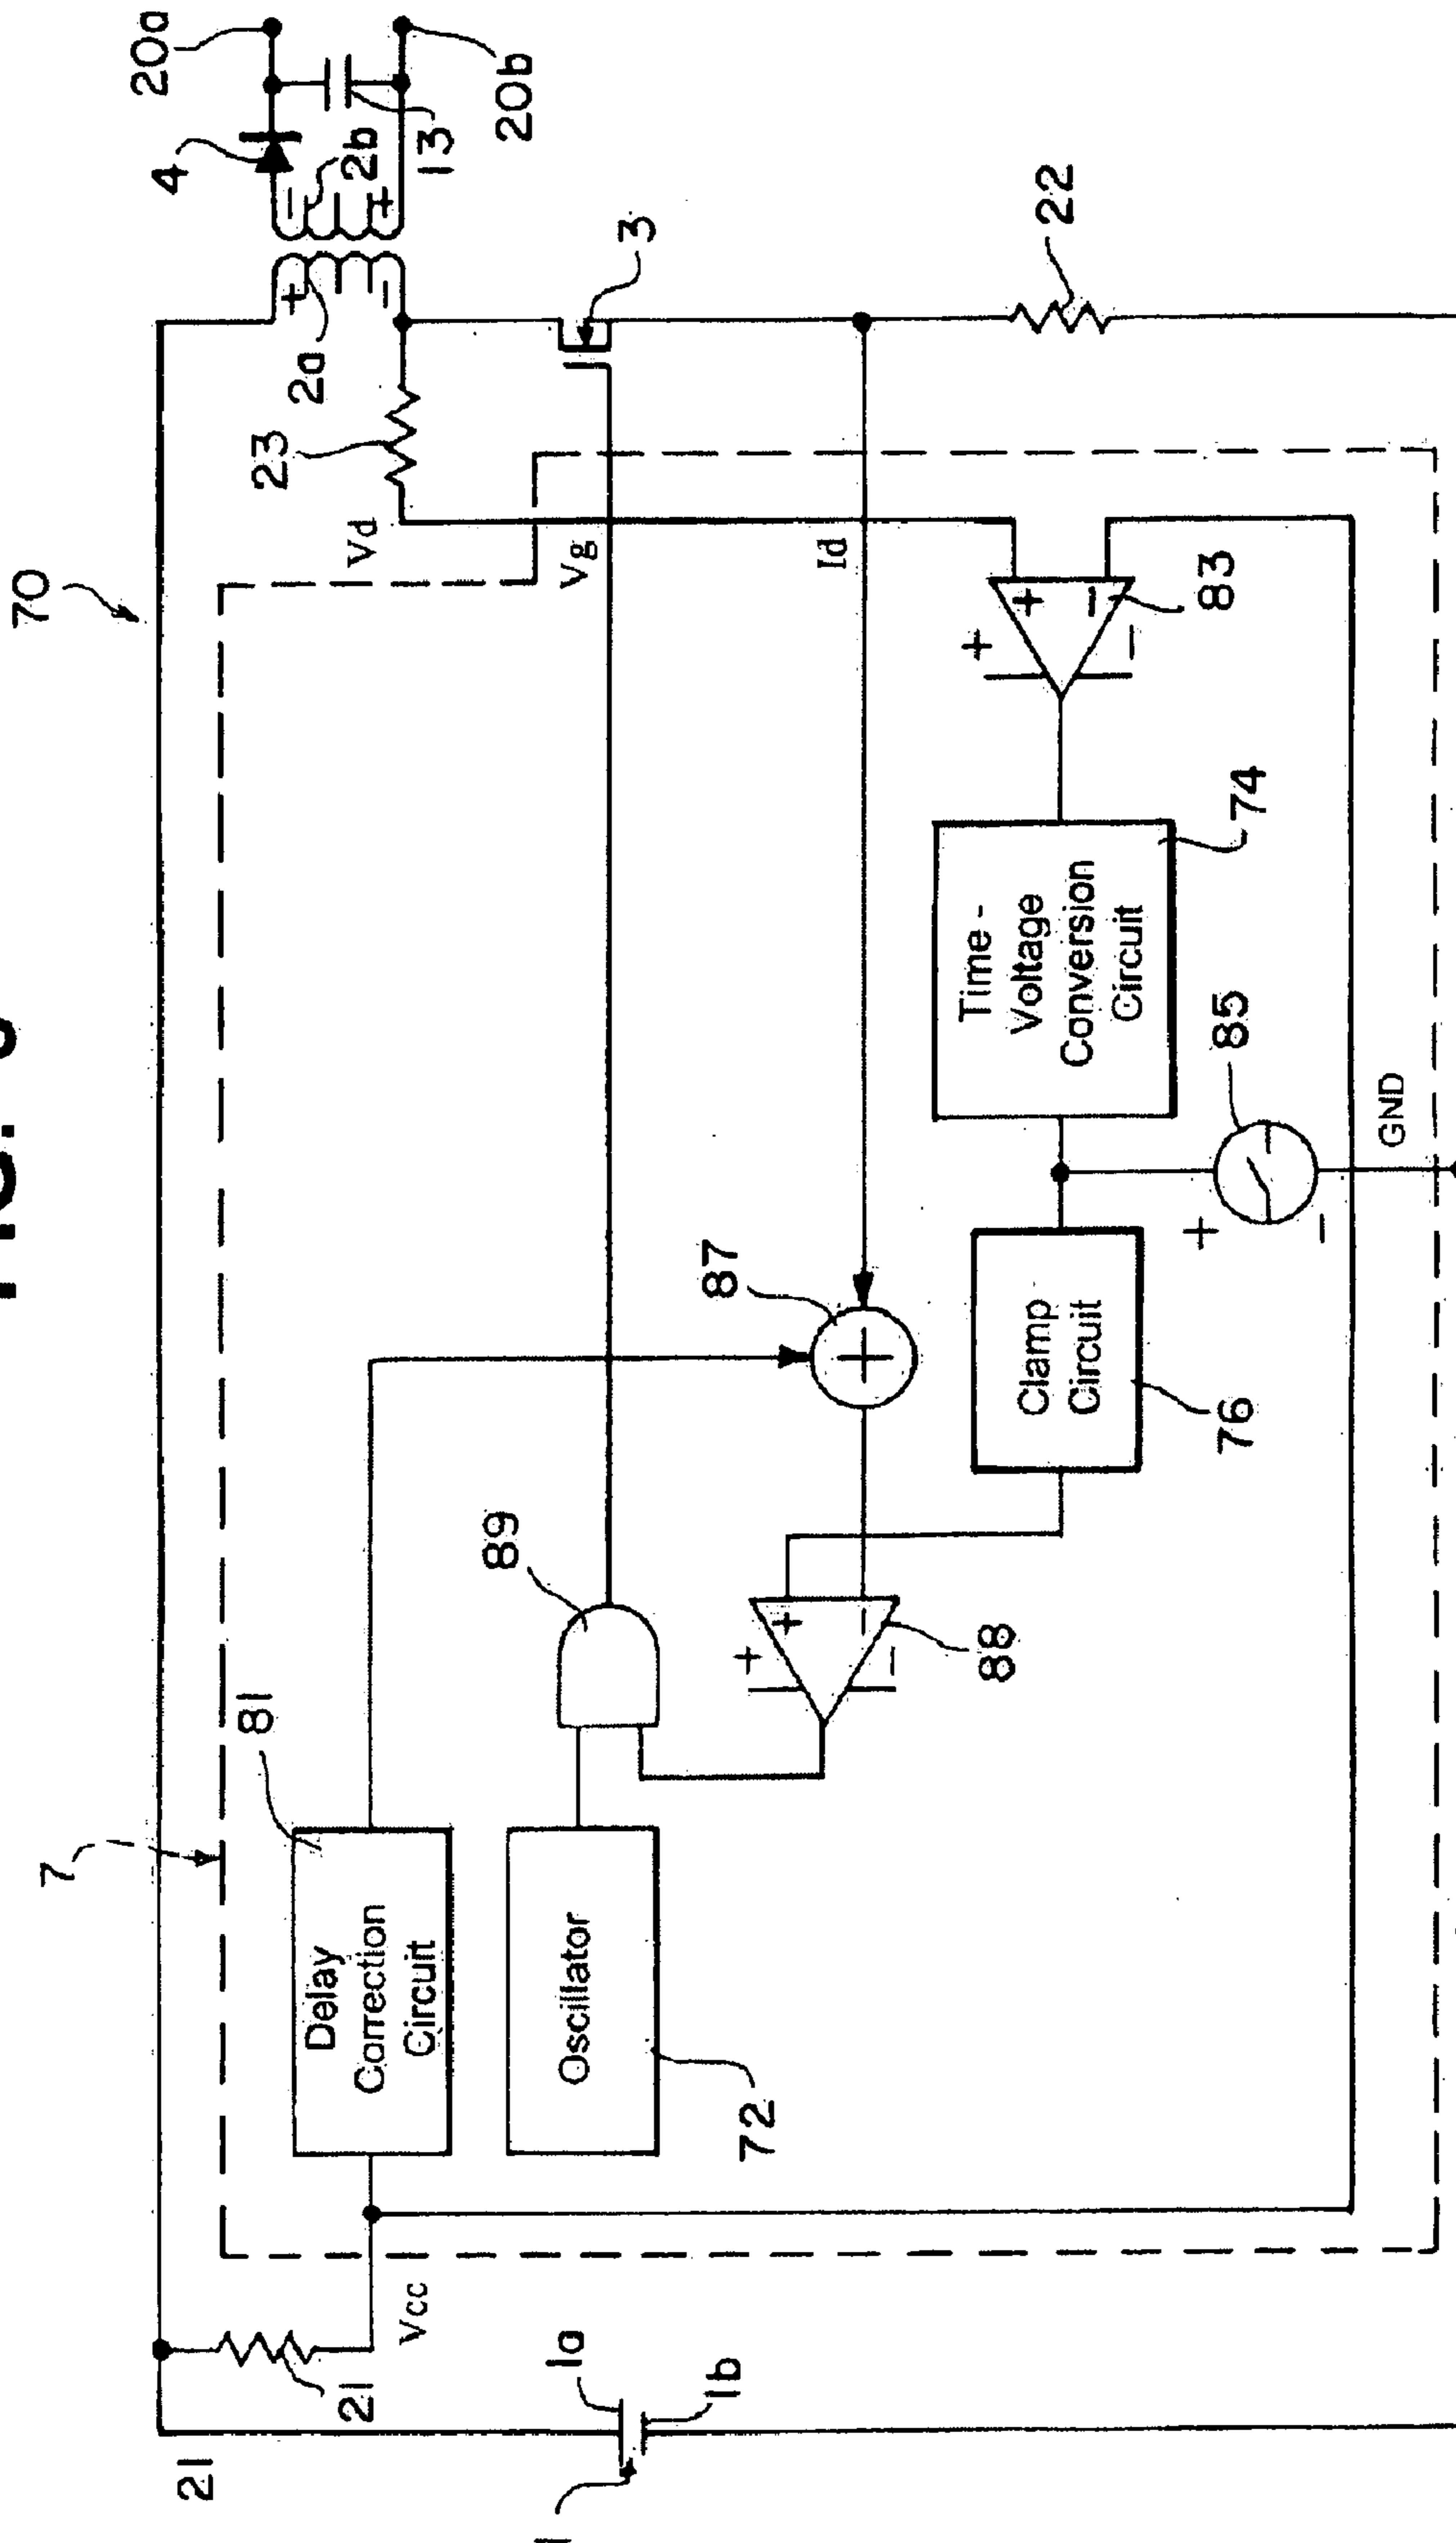 70
7
81
Delay
Correction
Circuit
21
21
Vcc
Oscillator
72
1a
1b
89
88
+
-
+
-
87
Clamp
Circuit
76
85
+
-
GND
Time -
Voltage
Conversion
Circuit
74
83
+
-
+
-
Vd
Vg
Id
23
2a
+
-
2b
-
+
4
13
20a
20b
3
22